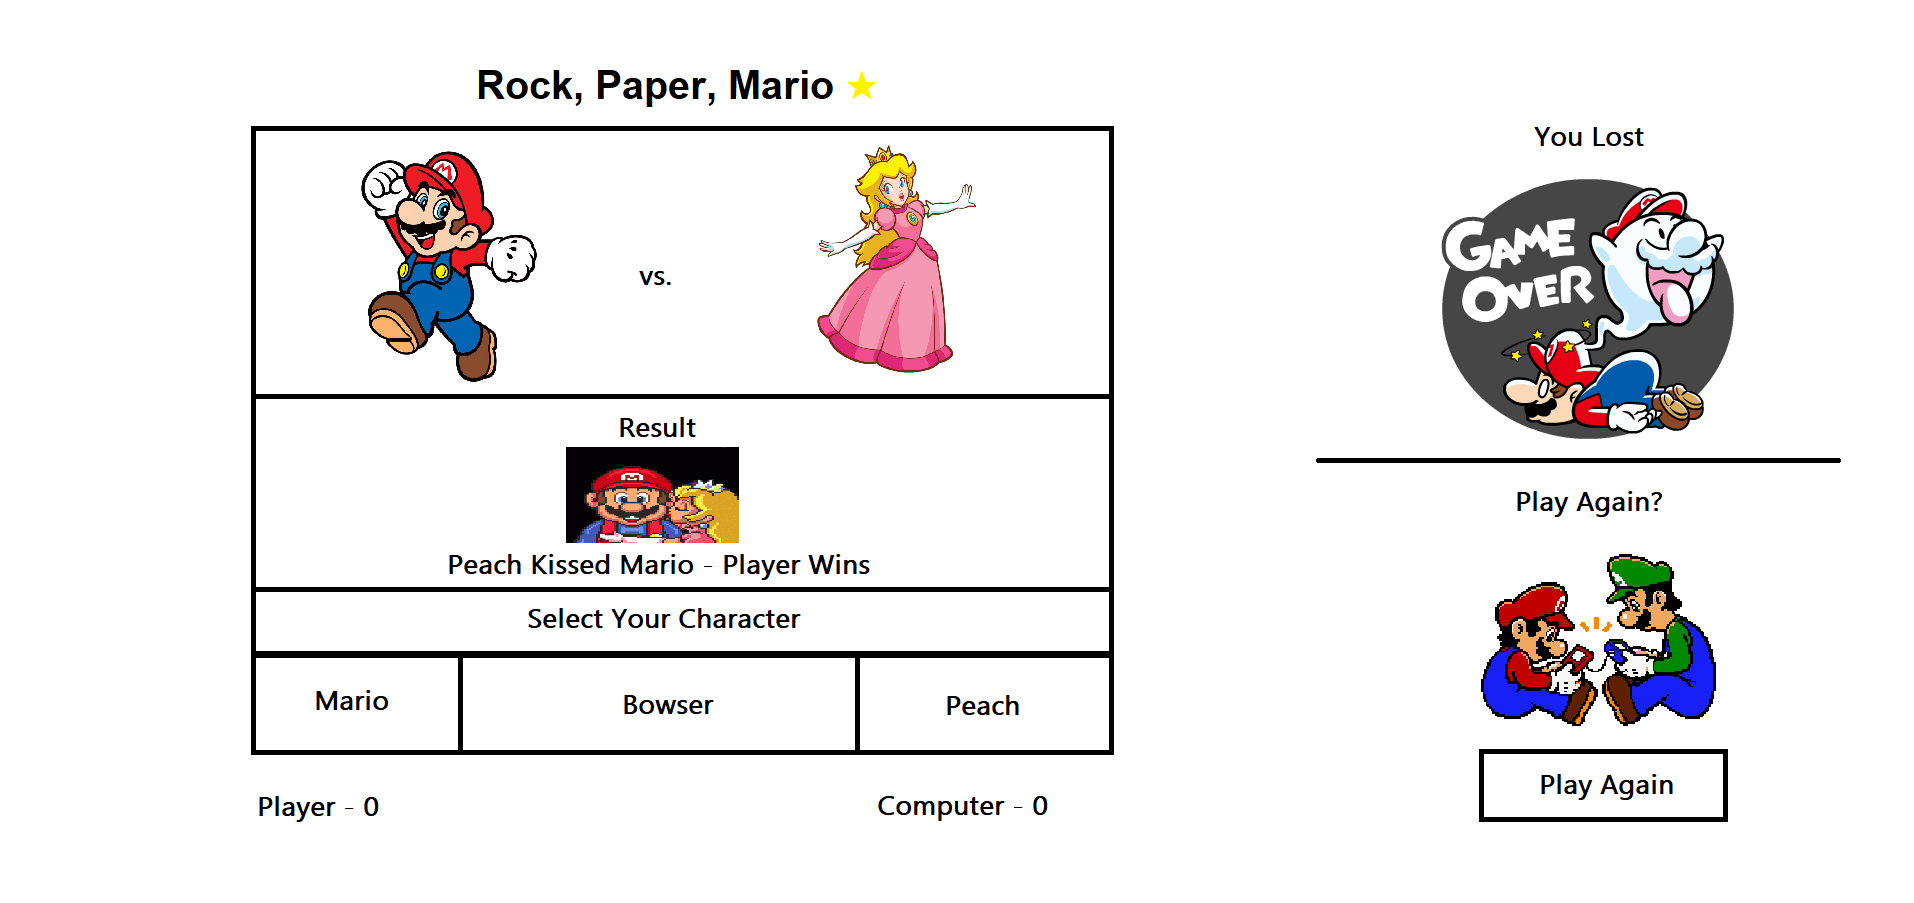 Rock, Paper, Mario
vs.
Result
Peach Kissed Mario - Player Wins
Select Your Character
Mario
Bowser
Peach
Player - 0
Computer - 0
You Lost
GAME
OVER
Play Again?
Play Again